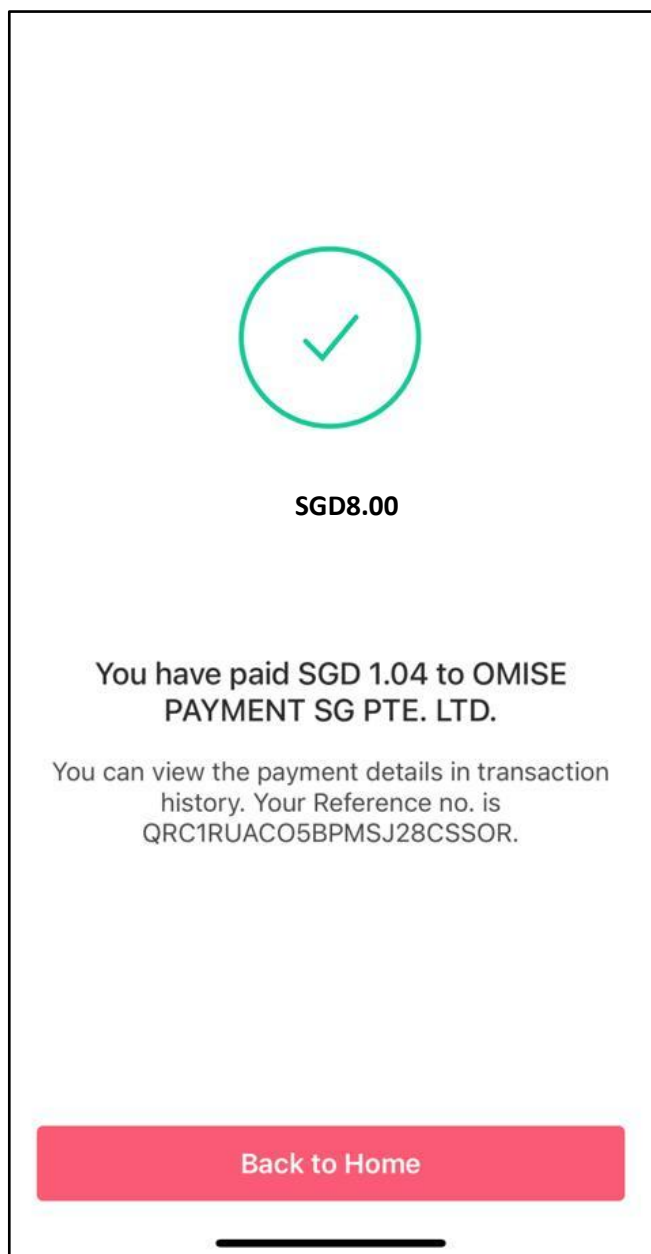 SGD8.00
You have paid SGD 1.04 to OMISE
PAYMENT SG PTE. LTD.
You can view the payment details in transaction
history. Your Reference no. is
QRC1RUACO5BPMSJ28CSSOR.
Back to Home